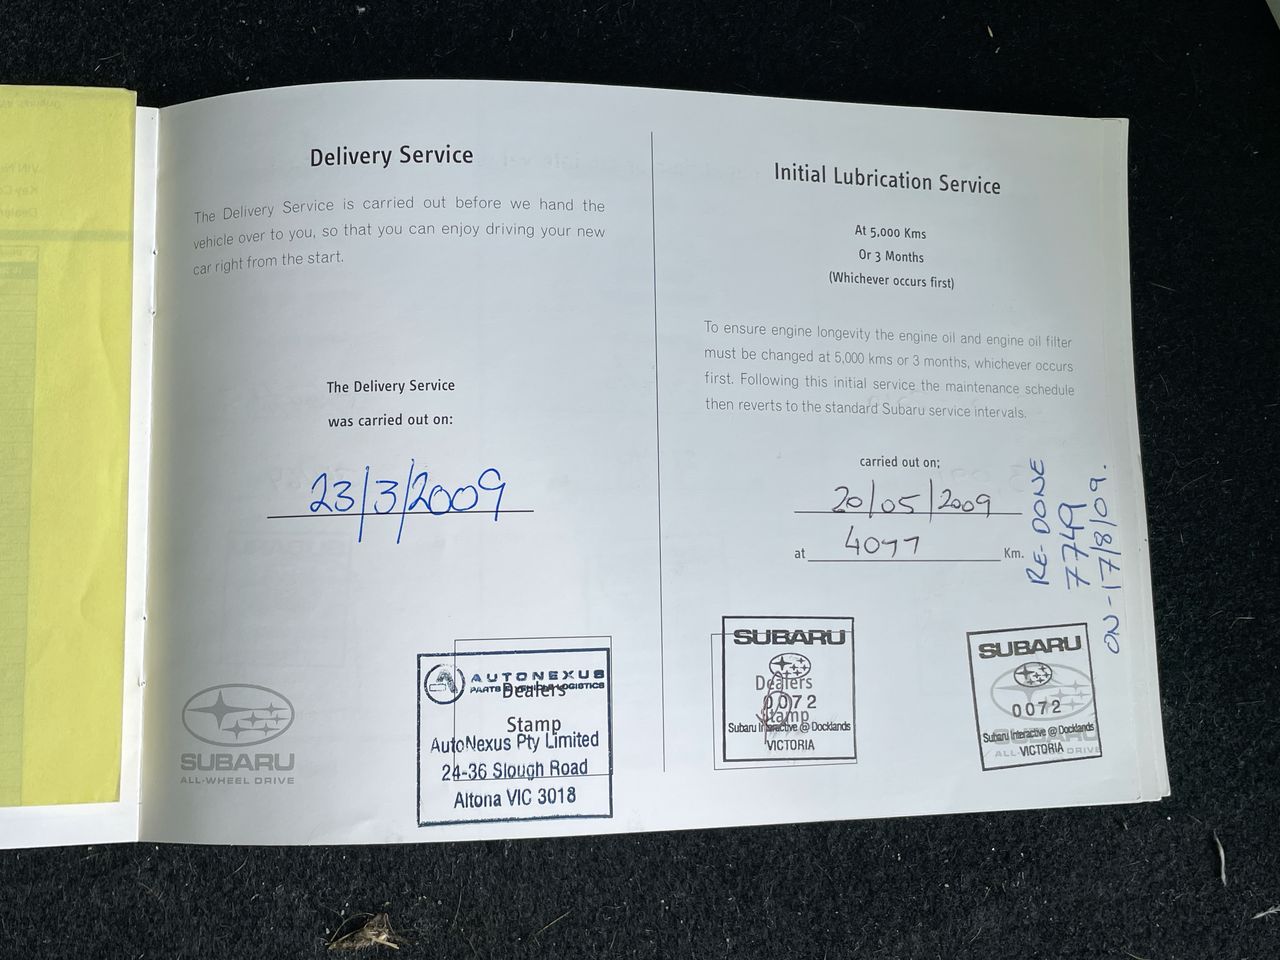 Delivery Service
The Delivery Service is carried out before we hand the
vehicle over to you, so that you can enjoy driving your new
car right from the start.
The Delivery Service
was carried out on:
23/3/2009
SUBARU
ALL-WHEEL DRIVE
AUTONEXUS
PARTS LOGISTICS
Dealers
Stamp
AutoNexus Pty Limited
24-36 Slough Road
Altona VIC 3018
Initial Lubrication Service
At 5,000 Kms
Or 3 Months
(Whichever occurs first)
To ensure engine longevity the engine oil and engine oil filter
must be changed at 5,000 kms or 3 months, whichever occurs
first. Following this initial service the maintenance schedule
then reverts to the standard Subaru service intervals.
carried out on;
20/05/2009
at 4077 Km.
RE-DONE
7749
ON - 17/8/09.
SUBARU
Dealers
0072
Stamp
Subaru Interactive @ Docklands
VICTORIA
SUBARU
0072
Subaru Interactive @ Docklands
VICTORIA
ALL-WHEEL DRIVE